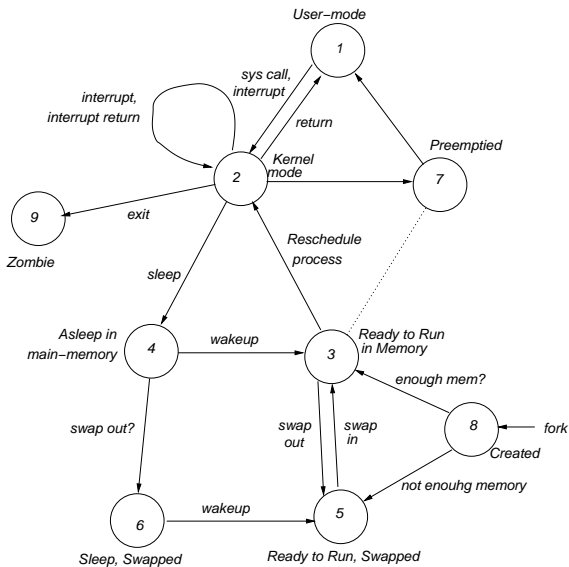 User-mode
1
sys call,
interrupt
interrupt,
interrupt return
return
Preemptied
Kernel
mode
2
7
9
exit
Zombie
Reschedule
process
sleep
Asleep in
main-memory
4
wakeup
3
Ready to Run
in Memory
enough mem?
swap out?
swap
out
swap
in
8
fork
Created
not enouhg memory
6
wakeup
5
Sleep, Swapped
Ready to Run, Swapped